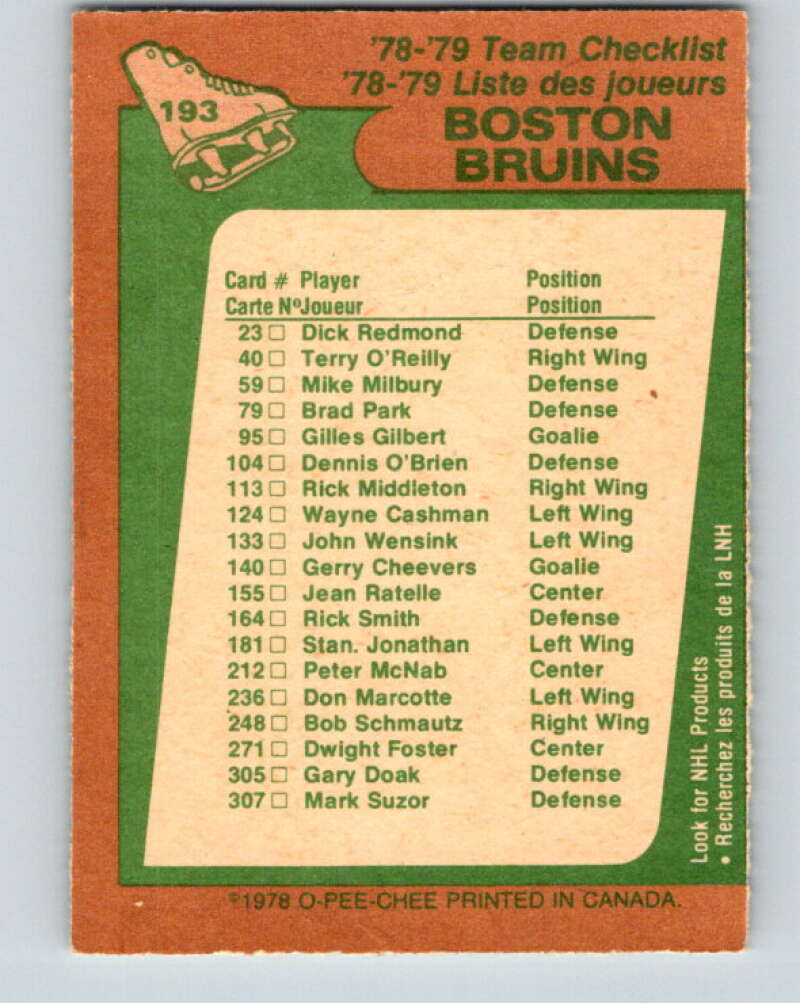 193
'78-'79 Team Checklist
'78-'79 Liste des joueurs
BOSTON
BRUINS
Card # Player Position
Carte Nº Joueur Position
23 □ Dick Redmond Defense
40 □ Terry O'Reilly Right Wing
59 □ Mike Milbury Defense
79 □ Brad Park Defense
95 □ Gilles Gilbert Goalie
104 □ Dennis O'Brien Defense
113 □ Rick Middleton Right Wing
124 □ Wayne Cashman Left Wing
133 □ John Wensink Left Wing
140 □ Gerry Cheevers Goalie
155 □ Jean Ratelle Center
164 □ Rick Smith Defense
181 □ Stan. Jonathan Left Wing
212 □ Peter McNab Center
236 □ Don Marcotte Left Wing
248 □ Bob Schmautz Right Wing
271 □ Dwight Foster Center
305 □ Gary Doak Defense
307 □ Mark Suzor Defense
Look for NHL Products
• Recherchez les produits de la LNH
©1978 O-PEE-CHEE PRINTED IN CANADA.